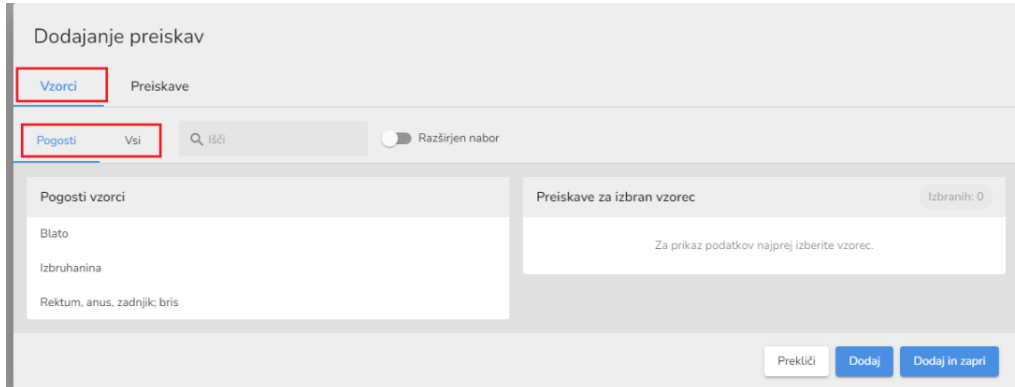 Dodajanje preiskav
Vzorci Preiskave
Pogosti Vsi Išči Razširjen nabor
Pogosti vzorci
Blato
Izbruhanina
Rektum, anus, zadnjik; bris
Preiskave za izbran vzorec Izbranih: 0
Za prikaz podatkov najprej izberite vzorec.
Prekliči Dodaj Dodaj in zapri